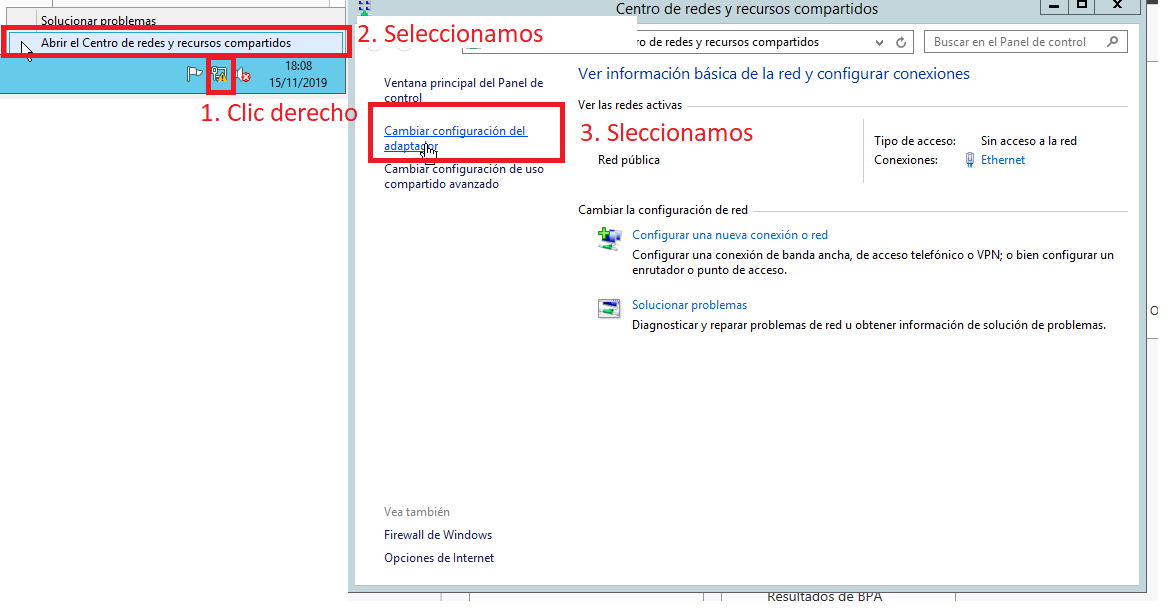 Solucionar problemas
Abrir el Centro de redes y recursos compartidos
18:08
15/11/2019
1. Clic derecho
2. Seleccionamos
Centro de redes y recursos compartidos
ro de redes y recursos compartidos
Buscar en el Panel de control
Ventana principal del Panel de
control
Cambiar configuración del
adaptador
Cambiar configuración de uso
compartido avanzado
Ver información básica de la red y configurar conexiones
Ver las redes activas
3. Sleccionamos
Red pública
Tipo de acceso: Sin acceso a la red
Conexiones: Ethernet
Cambiar la configuración de red
Configurar una nueva conexión o red
Configurar una conexión de banda ancha, de acceso telefónico o VPN; o bien configurar un
enrutador o punto de acceso.
Solucionar problemas
Diagnosticar y reparar problemas de red u obtener información de solución de problemas.
Vea también
Firewall de Windows
Opciones de Internet
Resultados de BPA